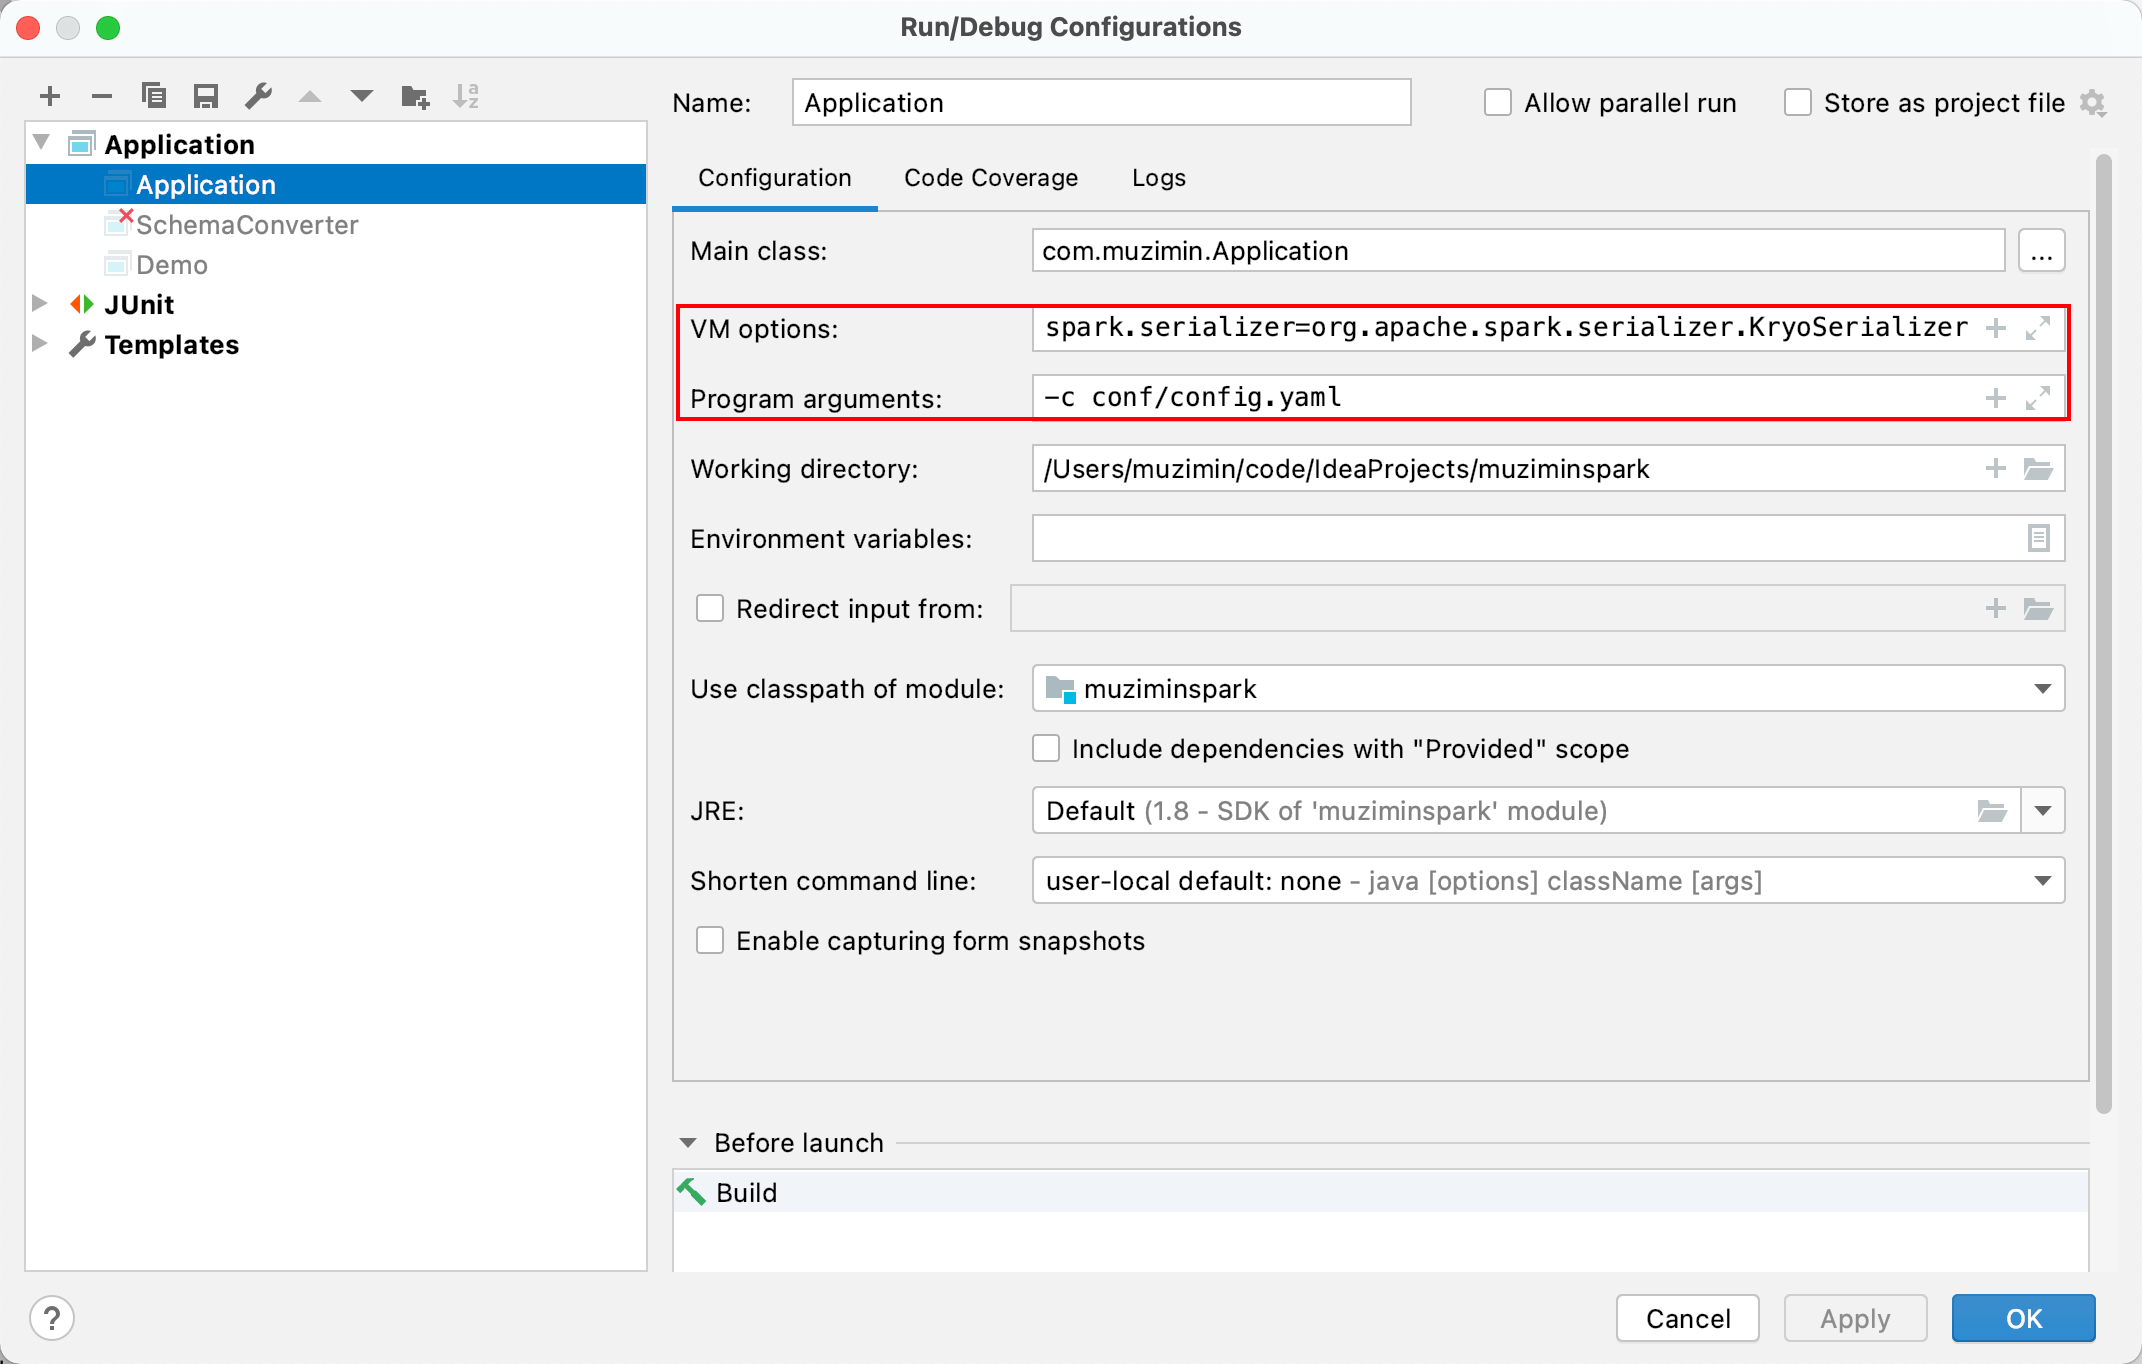 Run/Debug Configurations
Application
Application
SchemaConverter
Demo
JUnit
Templates
Name: Application Allow parallel run Store as project file
Configuration Code Coverage Logs
Main class: com.muzimin.Application ...
VM options: spark.serializer=org.apache.spark.serializer.KryoSerializer
Program arguments: -c conf/config.yaml
Working directory: /Users/muzimin/code/IdeaProjects/muziminspark
Environment variables:
Redirect input from:
Use classpath of module: muziminspark
Include dependencies with "Provided" scope
JRE: Default (1.8 - SDK of 'muziminspark' module)
Shorten command line: user-local default: none - java [options] className [args]
Enable capturing form snapshots
Before launch
Build
? Cancel Apply OK